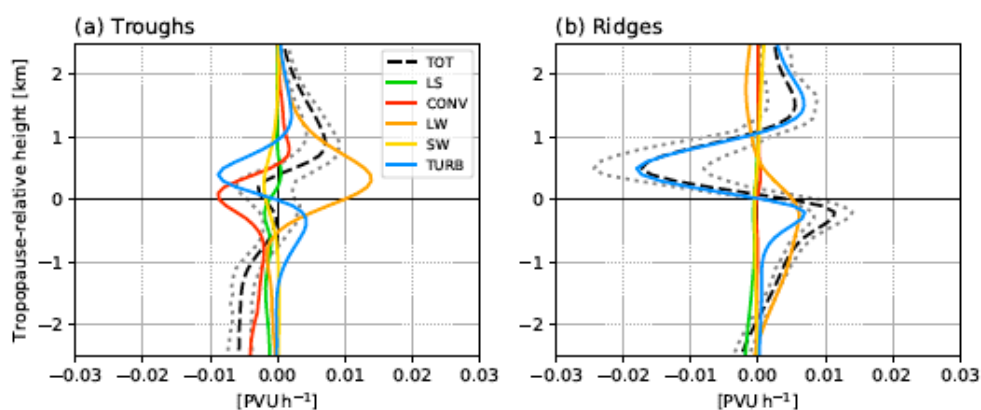 (a) Troughs
(b) Ridges
Tropopause-relative height [km]
2
1
0
−1
−2
TOT
LS
CONV
LW
SW
TURB
2
1
0
−1
−2
−0.03 −0.02 −0.01 0.00 0.01 0.02 0.03
−0.03 −0.02 −0.01 0.00 0.01 0.02 0.03
[PVU h⁻¹]
[PVU h⁻¹]